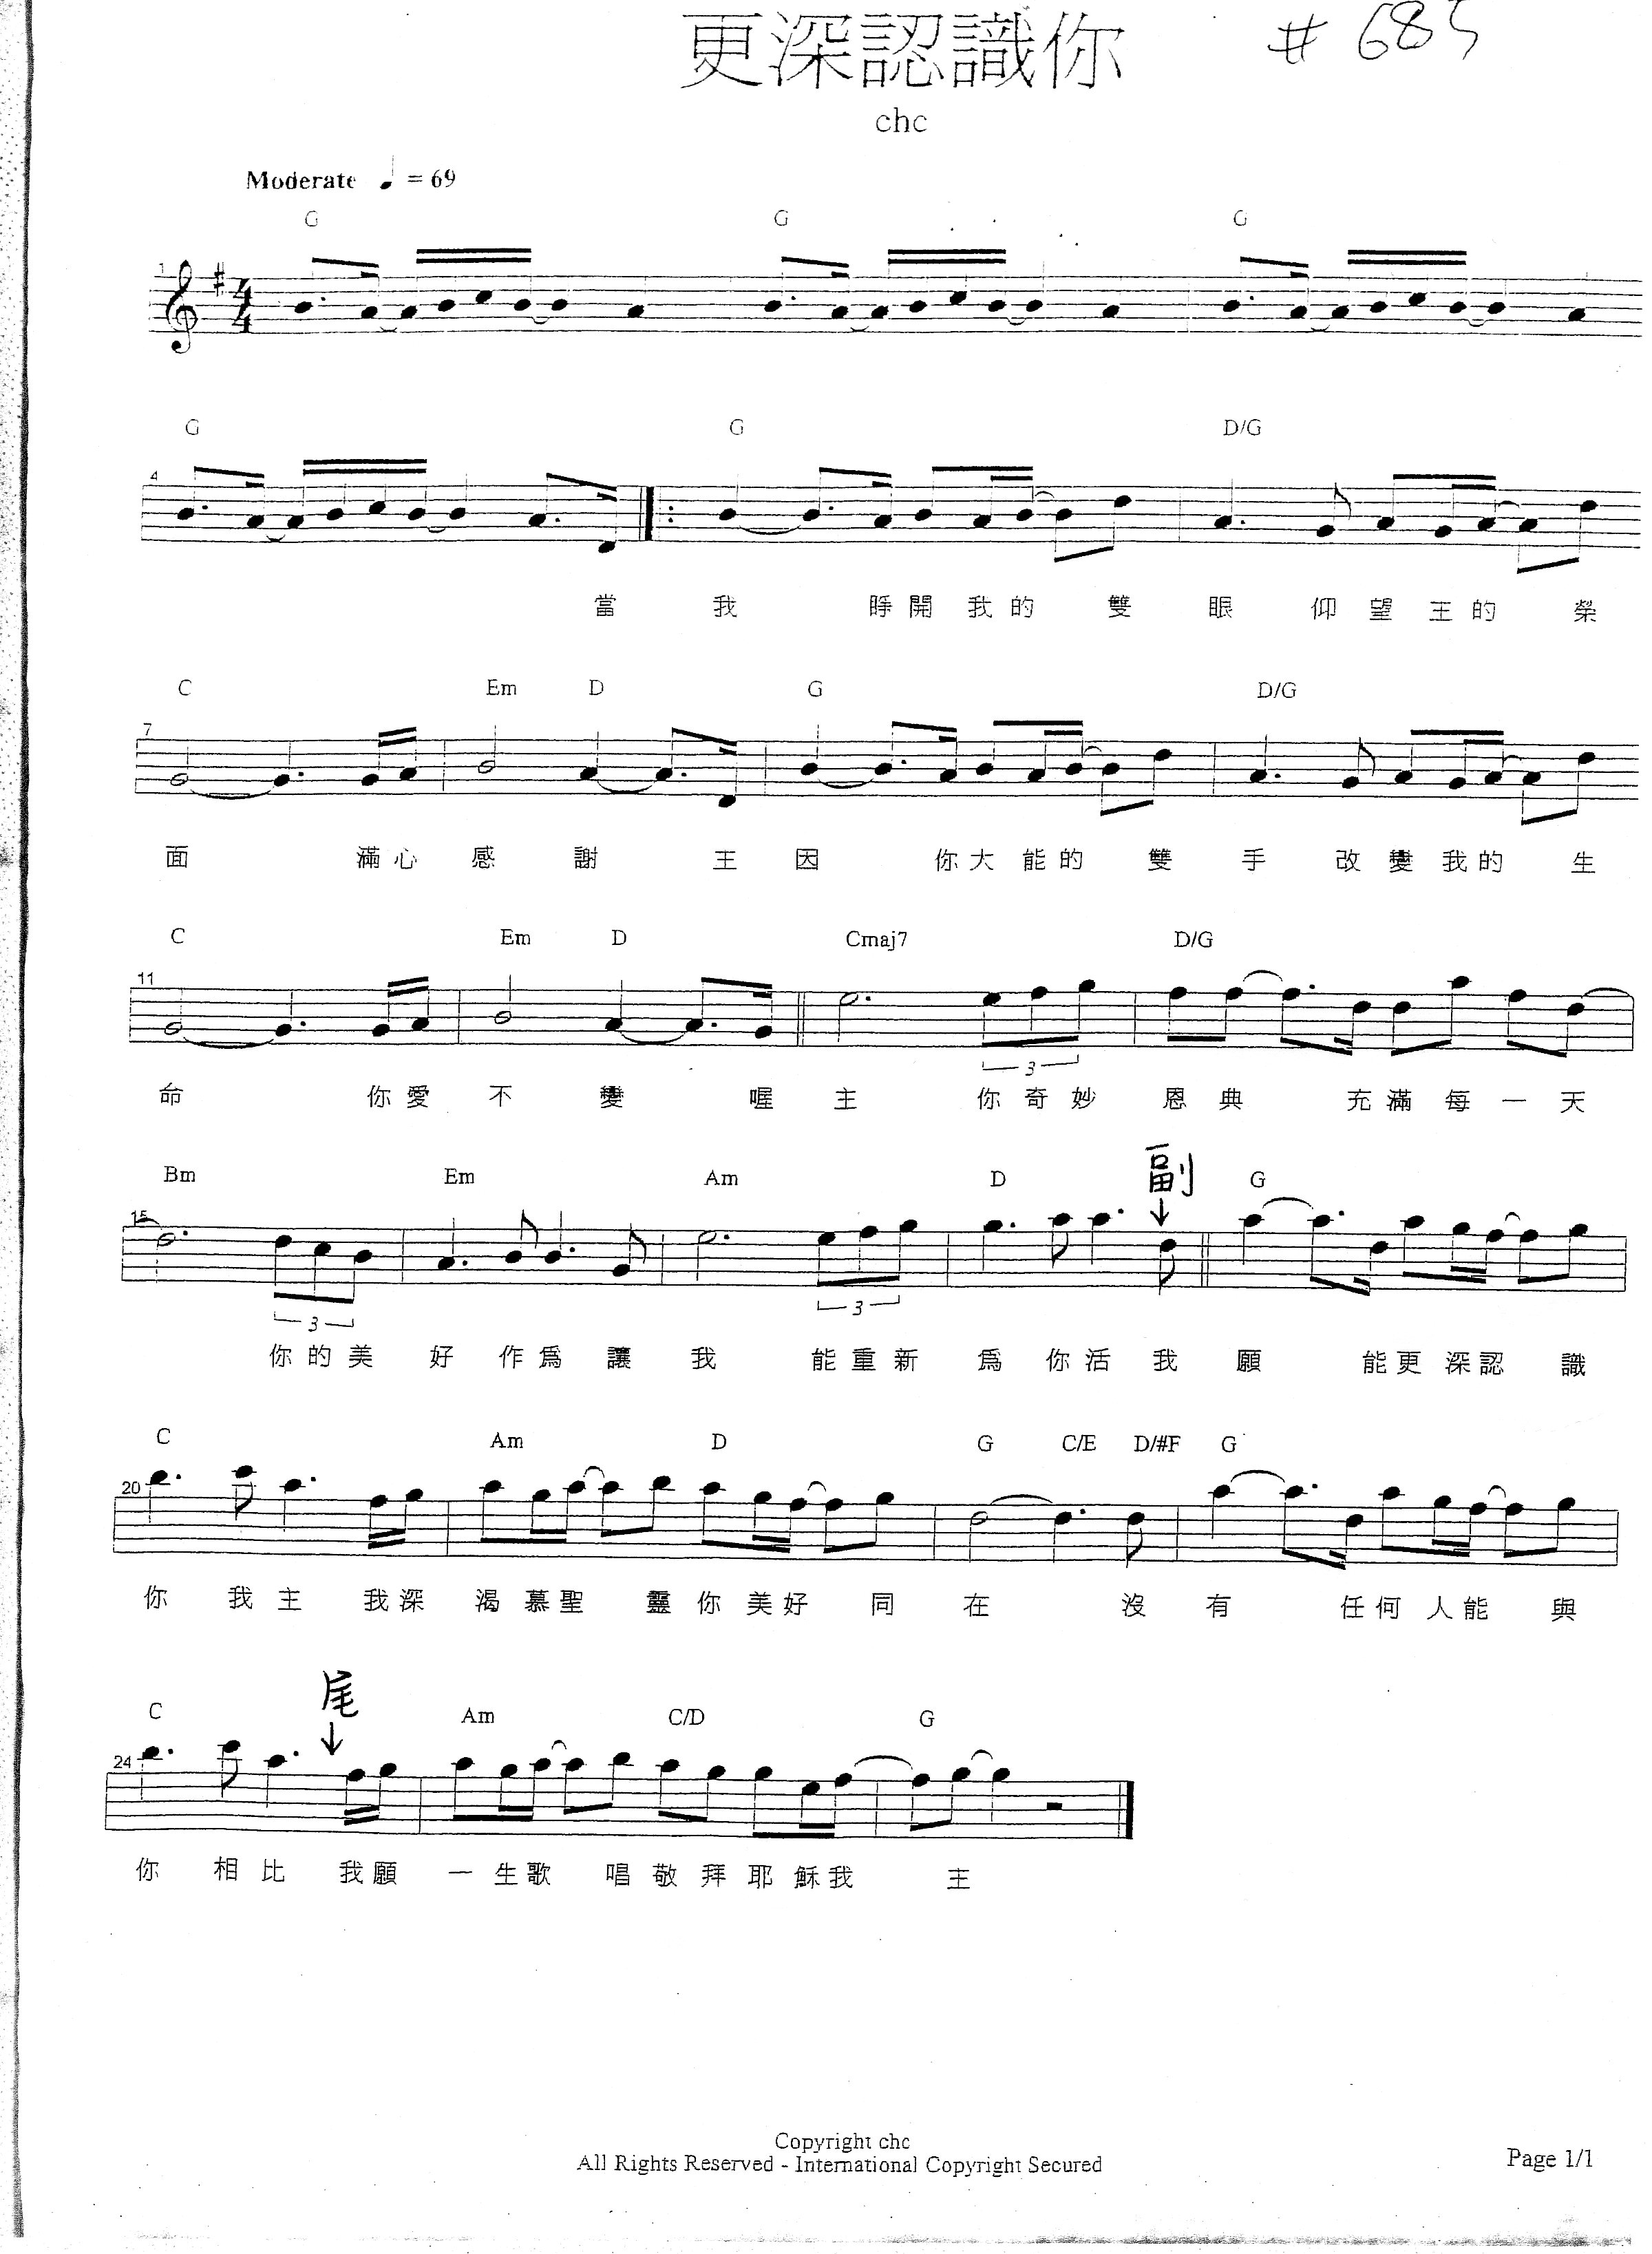 更深認識你 # 685
chc
Moderate ♩ = 69
G G G
1
4
4
G G D/G
4
當 我 睜 開 我 的 雙 眼 仰 望 王 的 榮
C Em D G D/G
7
面 滿 心 感 謝 王 因 你 大 能 的 雙 手 改 變 我 的 生
C Em D Cmaj7 D/G
11
3
命 你 愛 不 變 喔 主 你 奇 妙 恩 典 充 滿 每 一 天
副
Bm Em Am D G
15
3 3
你 的 美 好 作 爲 讓 我 能 重 新 爲 你 活 我 願 能 更 深 認 識
C Am D G C/E D/#F G
20
你 我 主 我 深 渴 慕 聖 靈 你 美 好 同 在 沒 有 任 何 人 能 與
尾
C Am C/D G
24
你 相 比 我 願 一 生 歌 唱 敬 拜 耶 穌 我 主
Copyright chc
All Rights Reserved - International Copyright Secured
Page 1/1